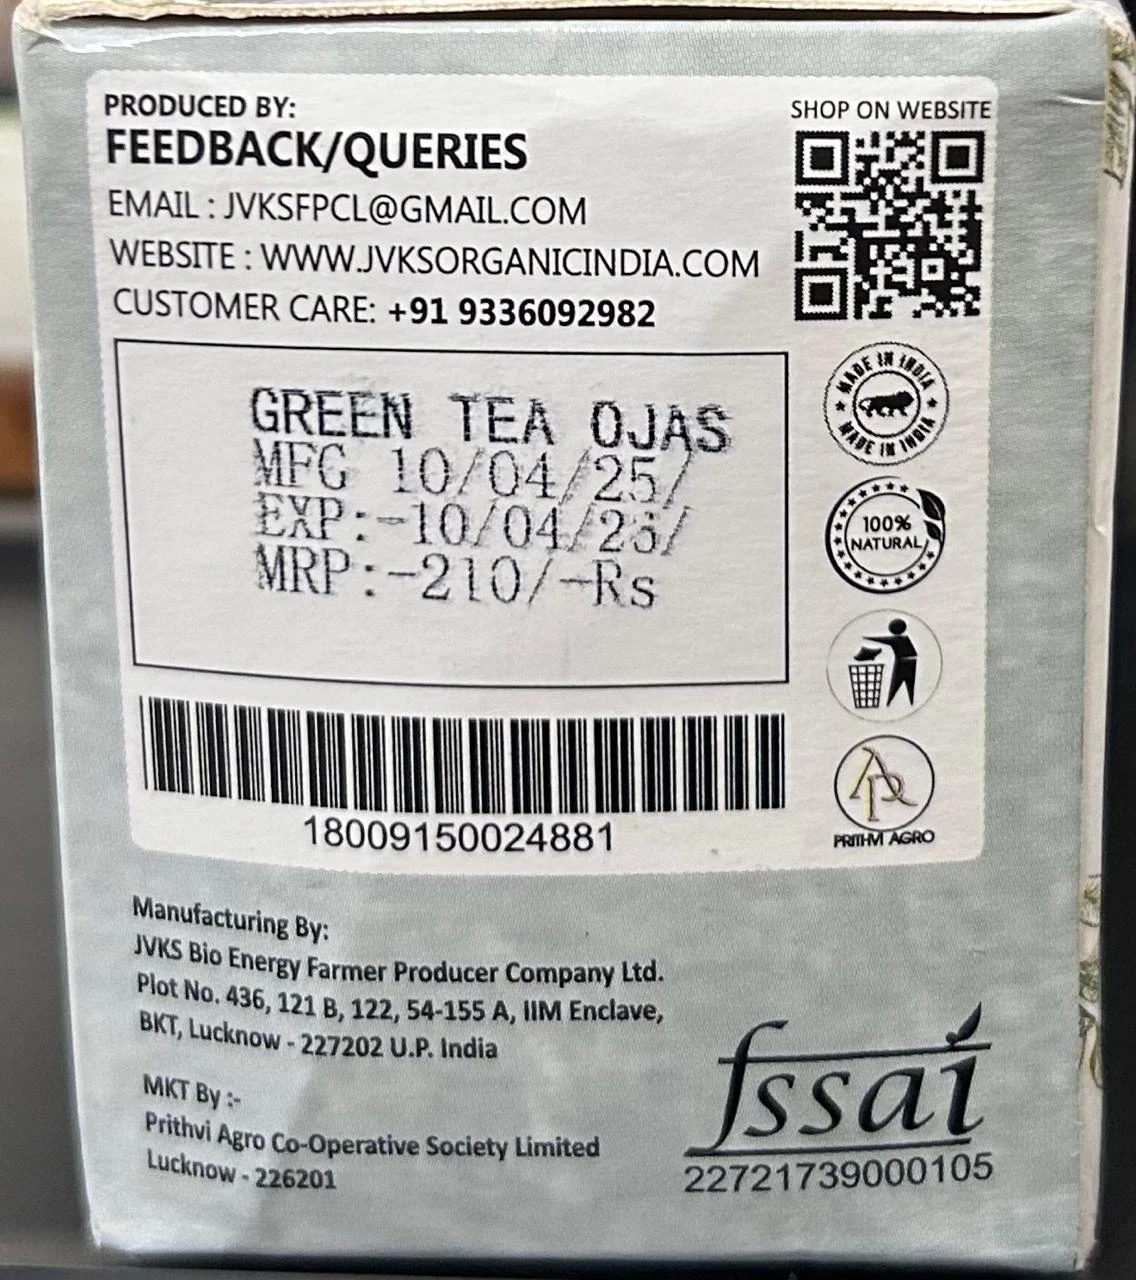 PRODUCED BY:
FEEDBACK/QUERIES
EMAIL : JVKSFPCL@GMAIL.COM
WEBSITE : WWW.JVKSORGANICINDIA.COM
CUSTOMER CARE: +91 9336092982
SHOP ON WEBSITE
GREEN TEA OJAS
MFG 10/04/25/
EXP:-10/04/26/
MRP:-210/-Rs
MADE IN INDIA
MADE IN INDIA
100%
NATURAL
PRITHVI AGRO
18009150024881
Manufacturing By:
JVKS Bio Energy Farmer Producer Company Ltd.
Plot No. 436, 121 B, 122, 54-155 A, IIM Enclave,
BKT, Lucknow - 227202 U.P. India
MKT By :-
Prithvi Agro Co-Operative Society Limited
Lucknow - 226201
fssai
22721739000105